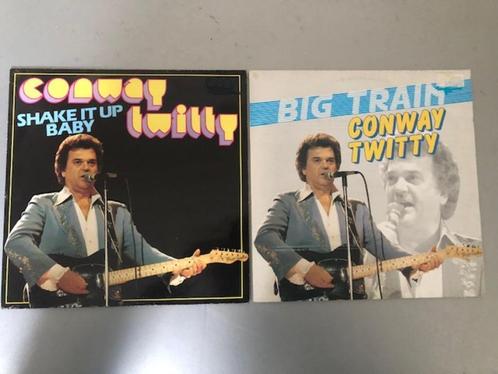 CONWAY
SHAKE IT UP
BABY
twitty
BIG TRAIN
CONWAY
TWITTY